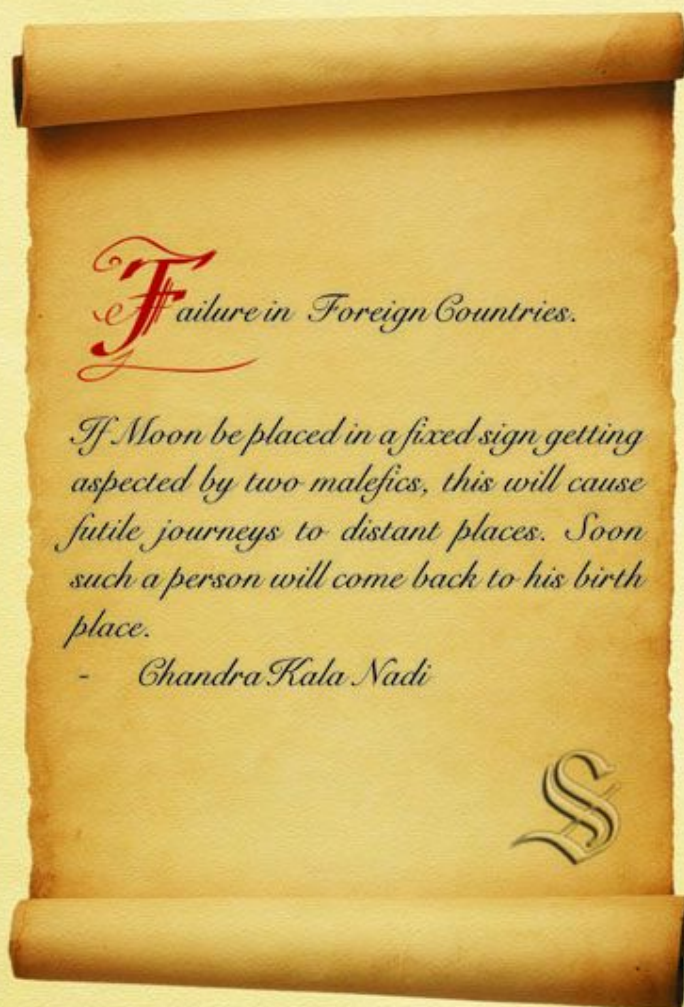 Failure in Foreign Countries.
If Moon be placed in a fixed sign getting
aspected by two malefics, this will cause
futile journeys to distant places. Soon
such a person will come back to his birth
place.
- Chandra Kala Nadi
S